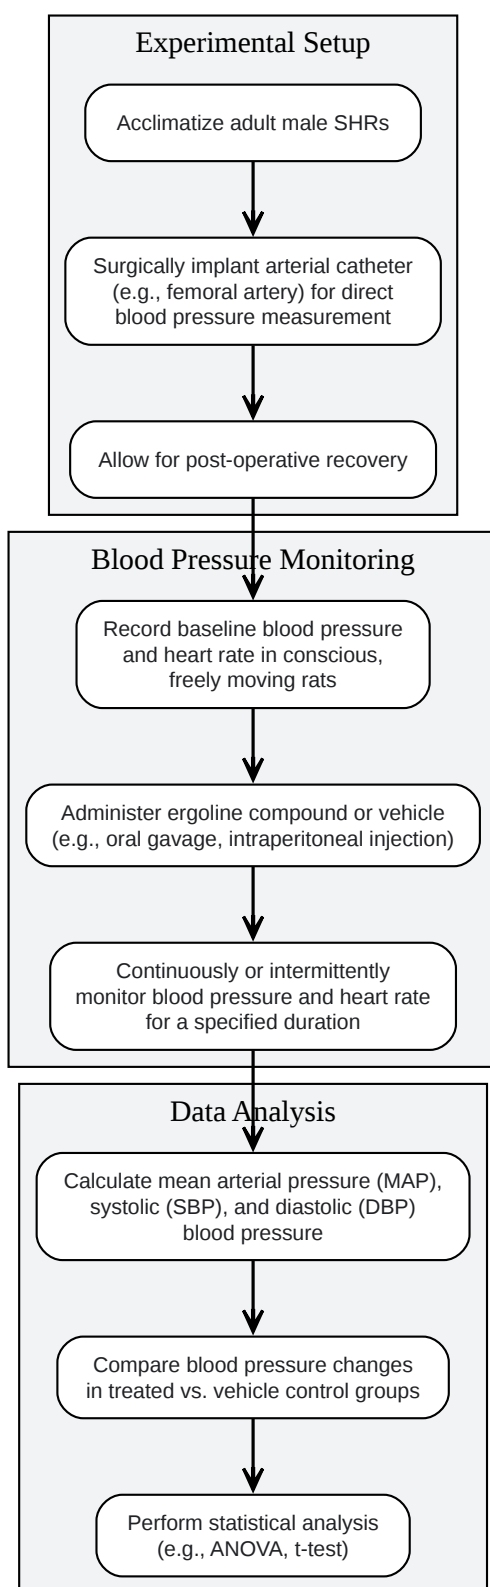 Experimental Setup
Acclimatize adult male SHRs
Surgically implant arterial catheter
(e.g., femoral artery) for direct
blood pressure measurement
Allow for post-operative recovery
Blood Pressure Monitoring
Record baseline blood pressure
and heart rate in conscious,
freely moving rats
Administer ergoline compound or vehicle
(e.g., oral gavage, intraperitoneal injection)
Continuously or intermittently
monitor blood pressure and heart rate
for a specified duration
Data Analysis
Calculate mean arterial pressure (MAP),
systolic (SBP), and diastolic (DBP)
blood pressure
Compare blood pressure changes
in treated vs. vehicle control groups
Perform statistical analysis
(e.g., ANOVA, t-test)